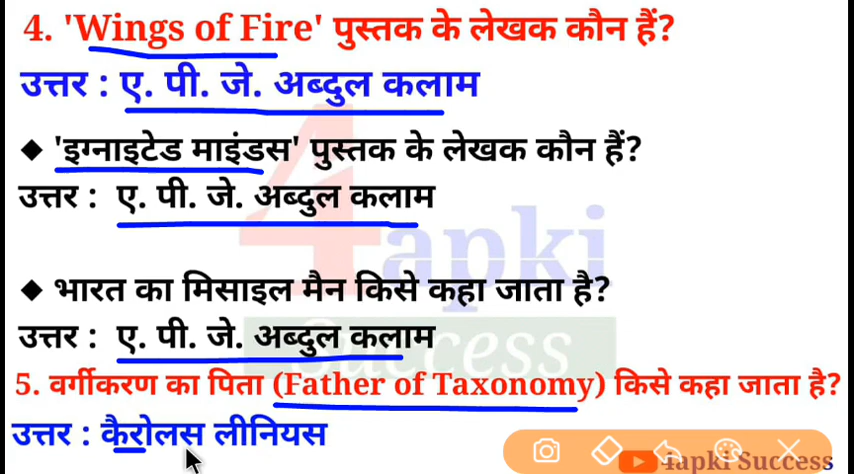 4. 'Wings of Fire' पुस्तक के लेखक कौन हैं?
उत्तर : ए. पी. जे. अब्दुल कलाम
◆ 'इग्नाइटेड माइंडस' पुस्तक के लेखक कौन हैं?
उत्तर : ए. पी. जे. अब्दुल कलाम
4apki
◆ भारत का मिसाइल मैन किसे कहा जाता है?
उत्तर : ए. पी. जे. अब्दुल कलाम
Success
5. वर्गीकरण का पिता (Father of Taxonomy) किसे कहा जाता है?
उत्तर : कैरोलस लीनियस
4apki Success